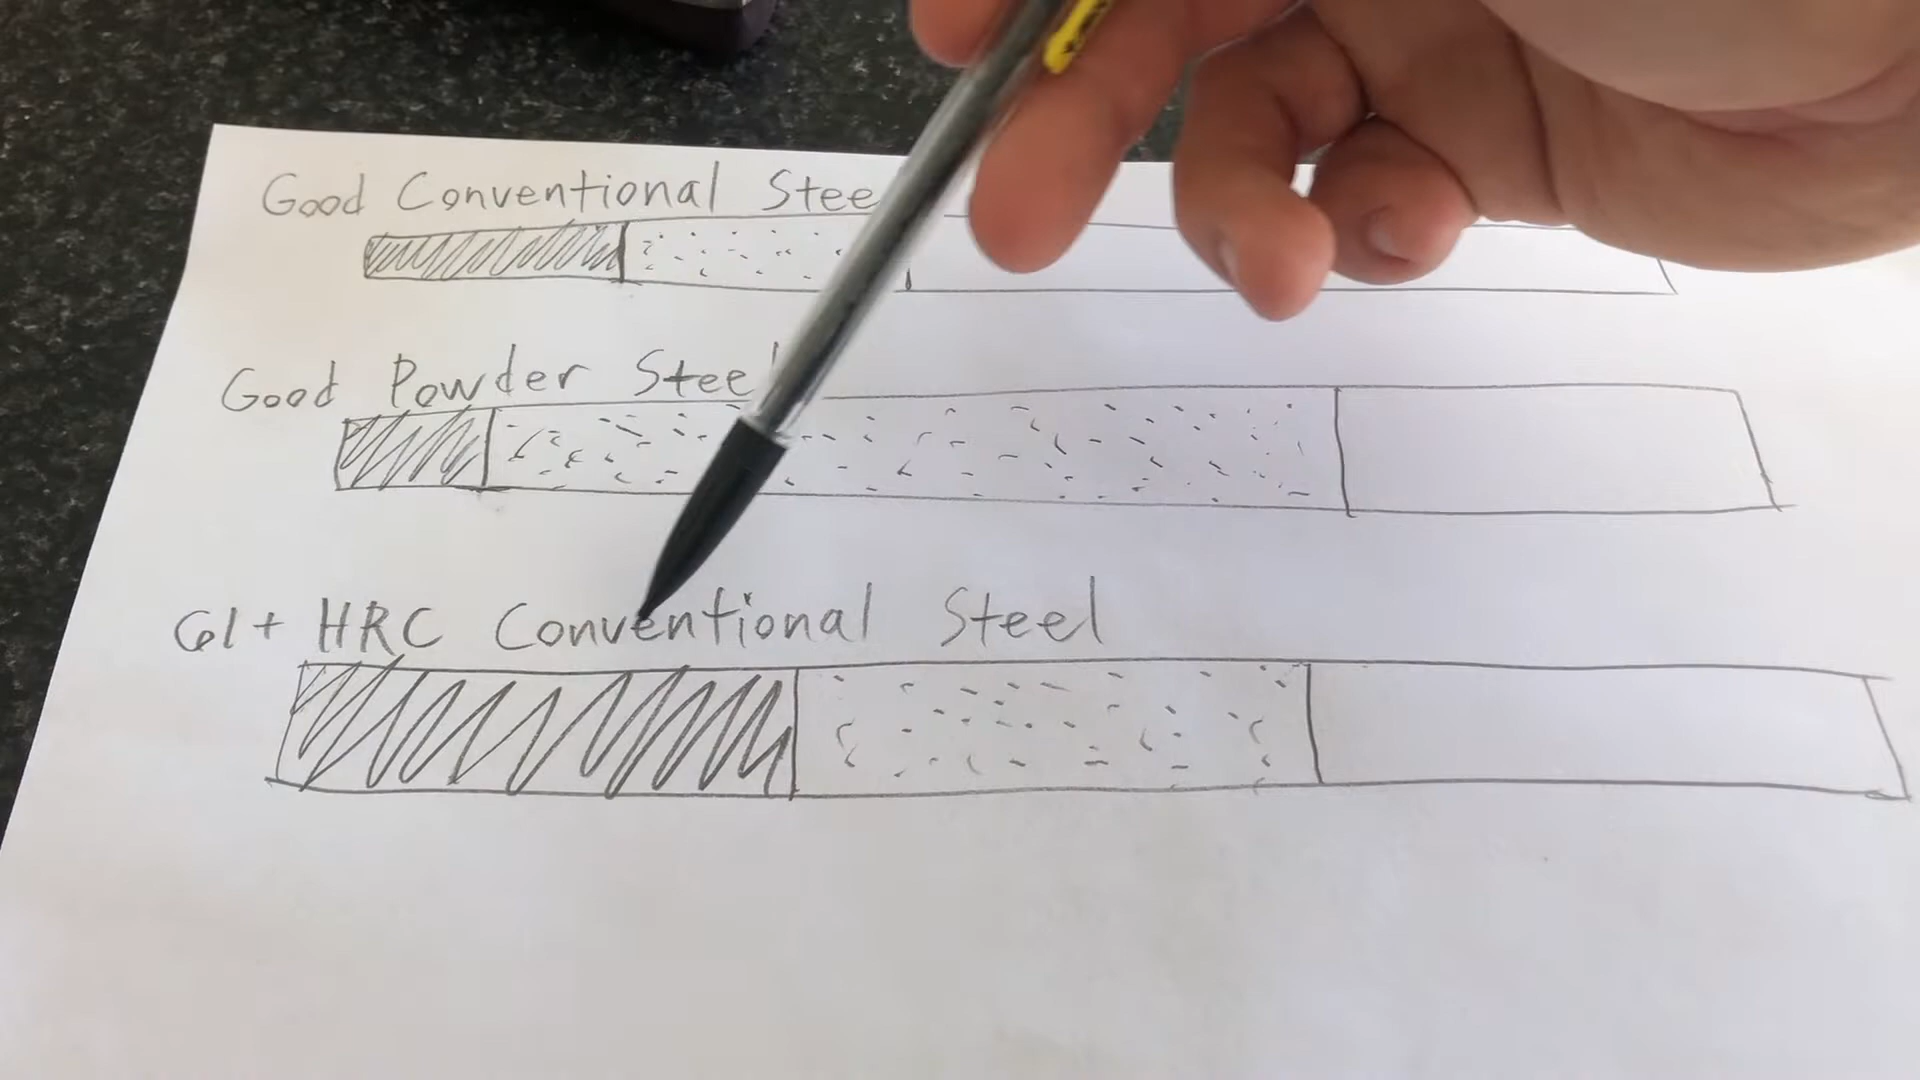 Good Conventional Stee
Good Powder Steel
61+ HRC Conventional Steel